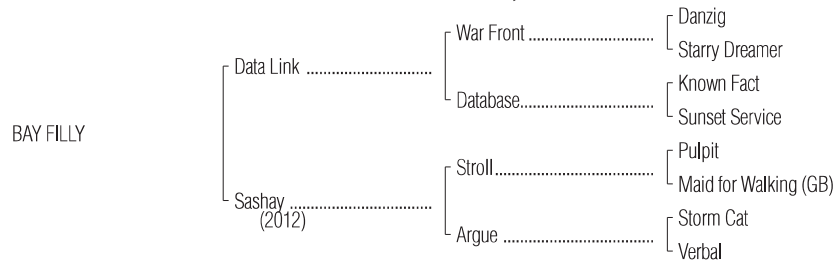 Danzig
War Front
Starry Dreamer
Data Link
Known Fact
Database
Sunset Service
BAY FILLY
Pulpit
Stroll
Maid for Walking (GB)
Sashay
(2012)
Storm Cat
Argue
Verbal